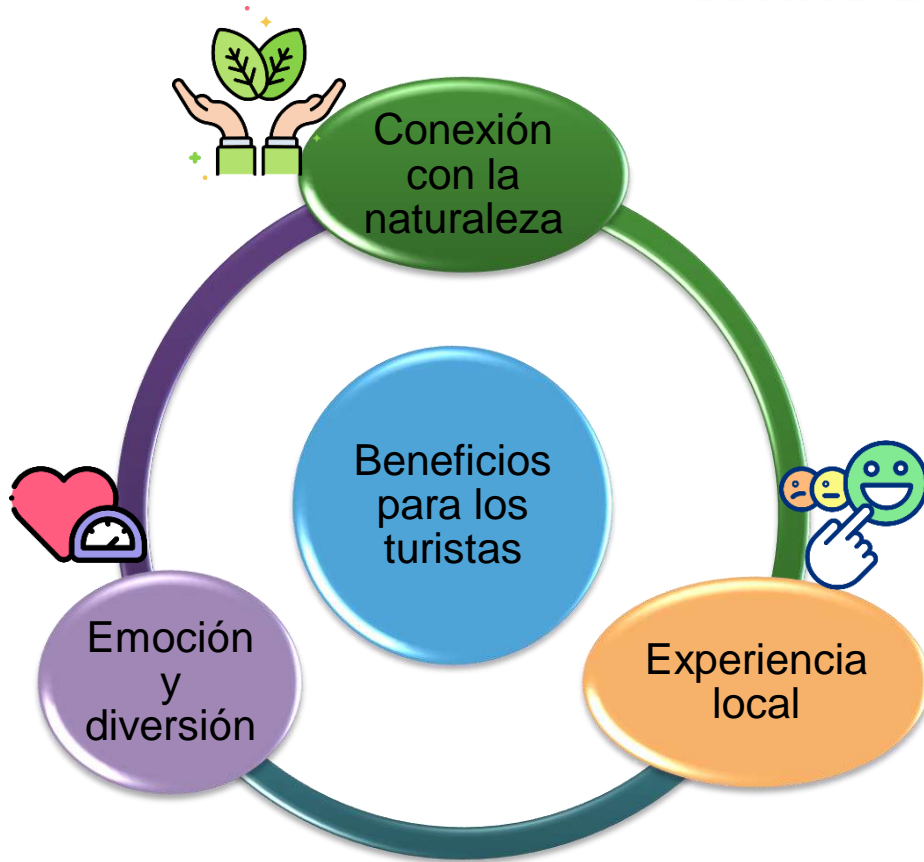 Conexión
con la
naturaleza
Beneficios
para los
turistas
Emoción
y
diversión
Experiencia
local